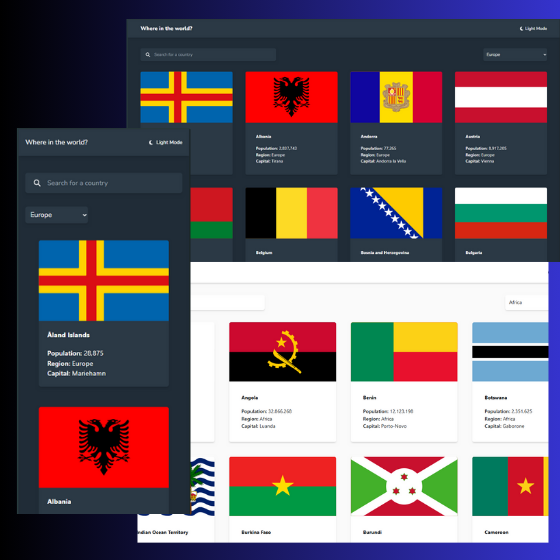 Where in the world?
Light Mode
Search for a country
Europe
Albania
Population: 2,837,743
Region: Europe
Capital: Tirana
Andorra
Population: 77,265
Region: Europe
Capital: Andorra la Vella
Austria
Population: 8,917,205
Region: Europe
Capital: Vienna
Belgium
Bosnia and Herzegovina
Bulgaria
Where in the world?
Light Mode
Search for a country
Europe
Åland Islands
Population: 28,875
Region: Europe
Capital: Mariehamn
Albania
Africa
Angola
Population: 32,866,268
Region: Africa
Capital: Luanda
Benin
Population: 12,123,198
Region: Africa
Capital: Porto-Novo
Botswana
Population: 2,351,625
Region: Africa
Capital: Gaborone
Indian Ocean Territory
Burkina Faso
Burundi
Cameroon